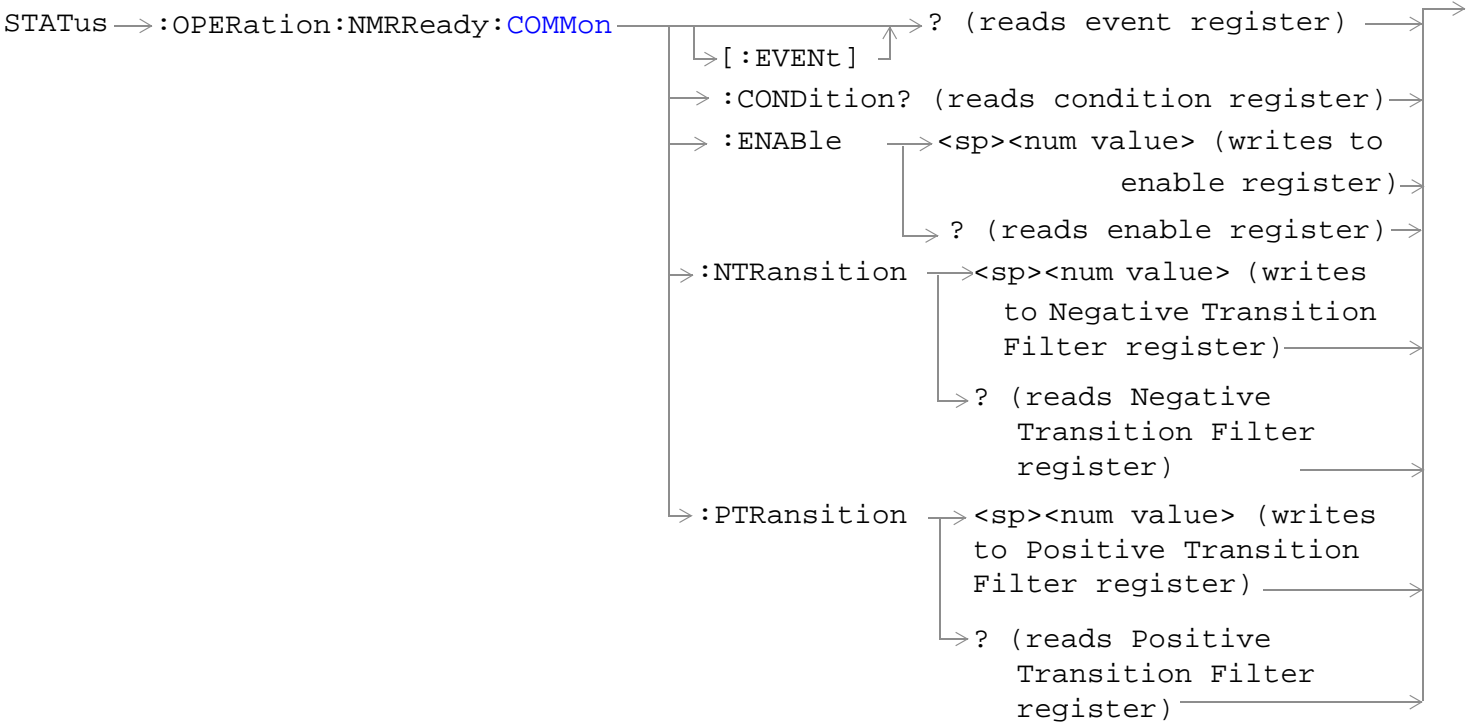 STATus :OPERation:NMRReady:COMMon ? (reads event register)
[:EVENt]
:CONDition? (reads condition register)
:ENABle <sp><num value> (writes to
enable register)
? (reads enable register)
:NTRansition <sp><num value> (writes
to Negative Transition
Filter register)
? (reads Negative
Transition Filter
register)
:PTRansition <sp><num value> (writes
to Positive Transition
Filter register)
? (reads Positive
Transition Filter
register)